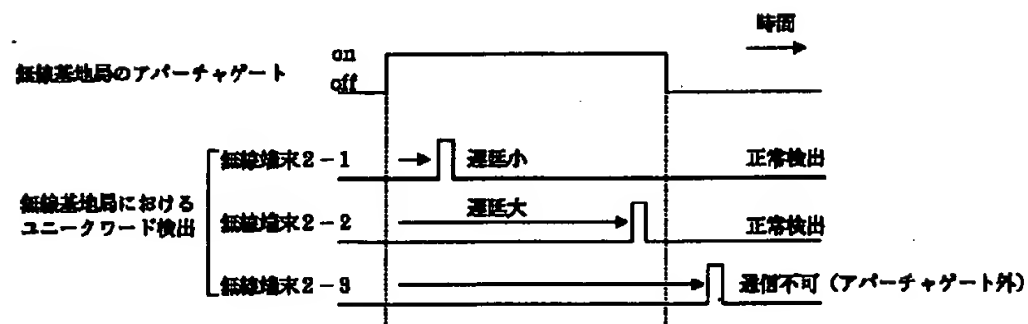 時間
on
無線基地局のアパーチャゲート
off
無線端末2-1
遅延小
正常検出
無線基地局における
ユニークワード検出
無線端末2-2
遅延大
正常検出
無線端末2-3
通信不可(アパーチャゲート外)